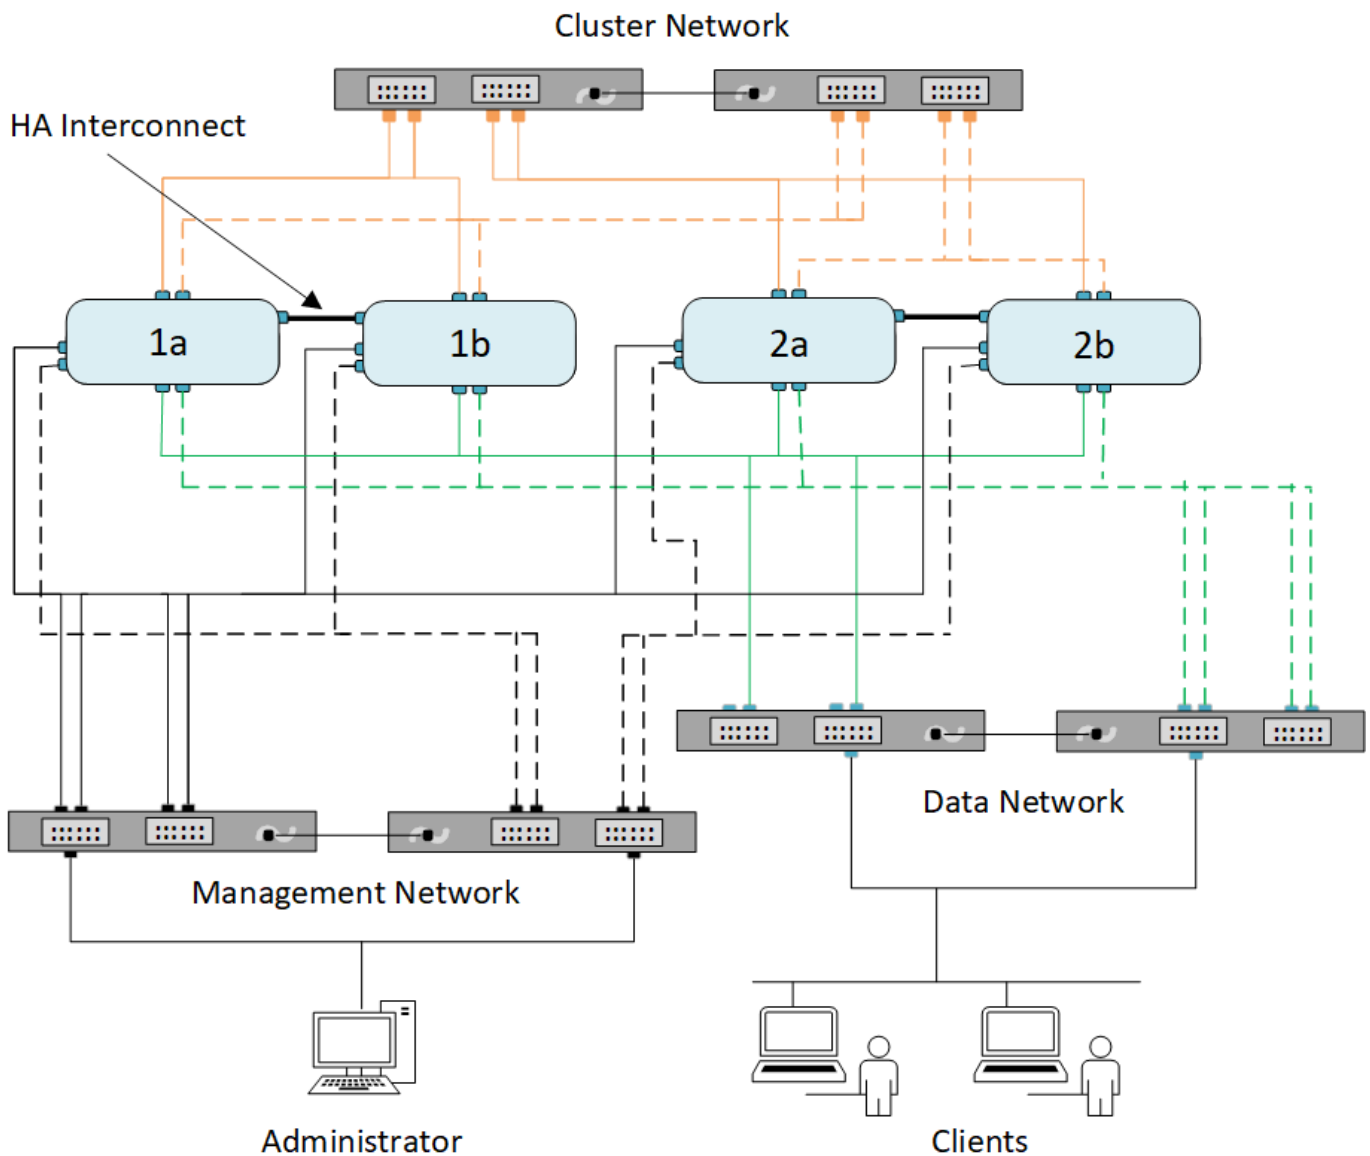 Cluster Network
HA Interconnect
1a
1b
2a
2b
Data Network
Management Network
Administrator
Clients